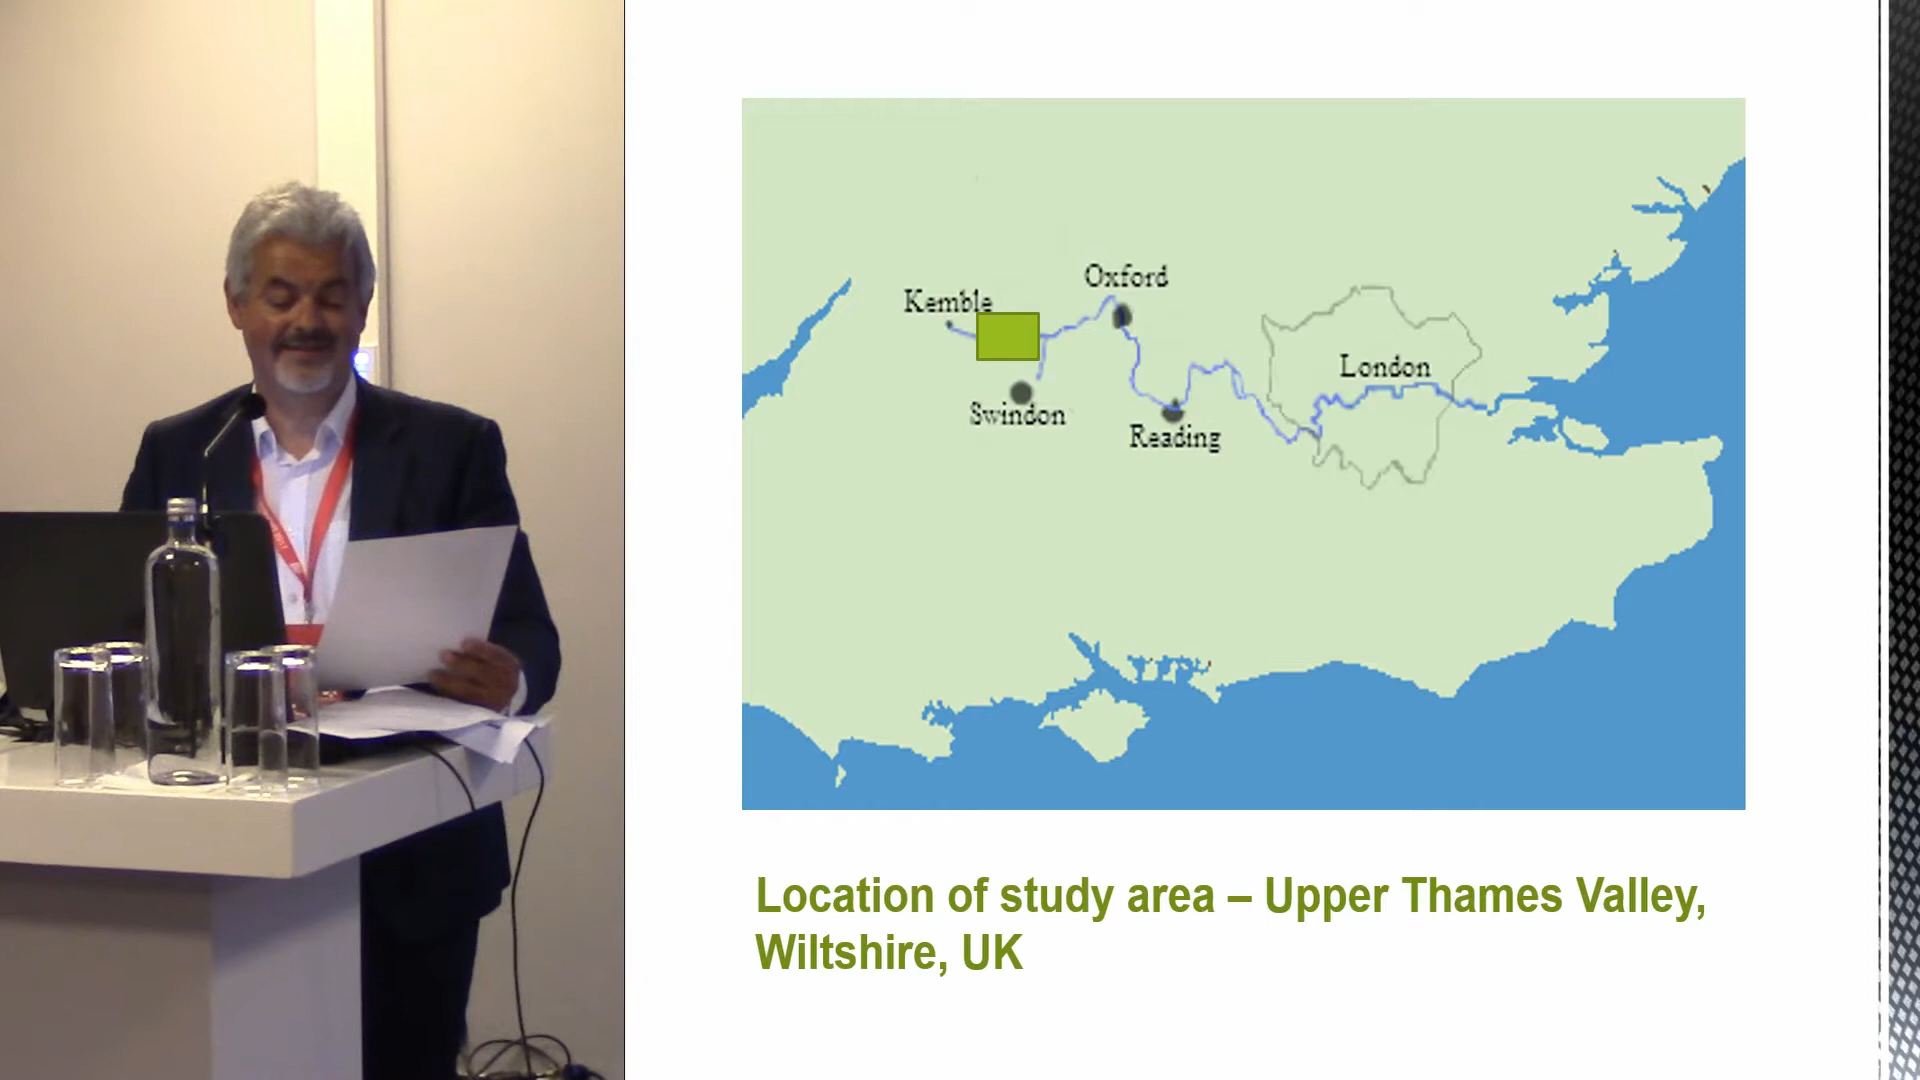 Oxford
Kemble
London
Swindon
Reading
Location of study area – Upper Thames Valley,
Wiltshire, UK